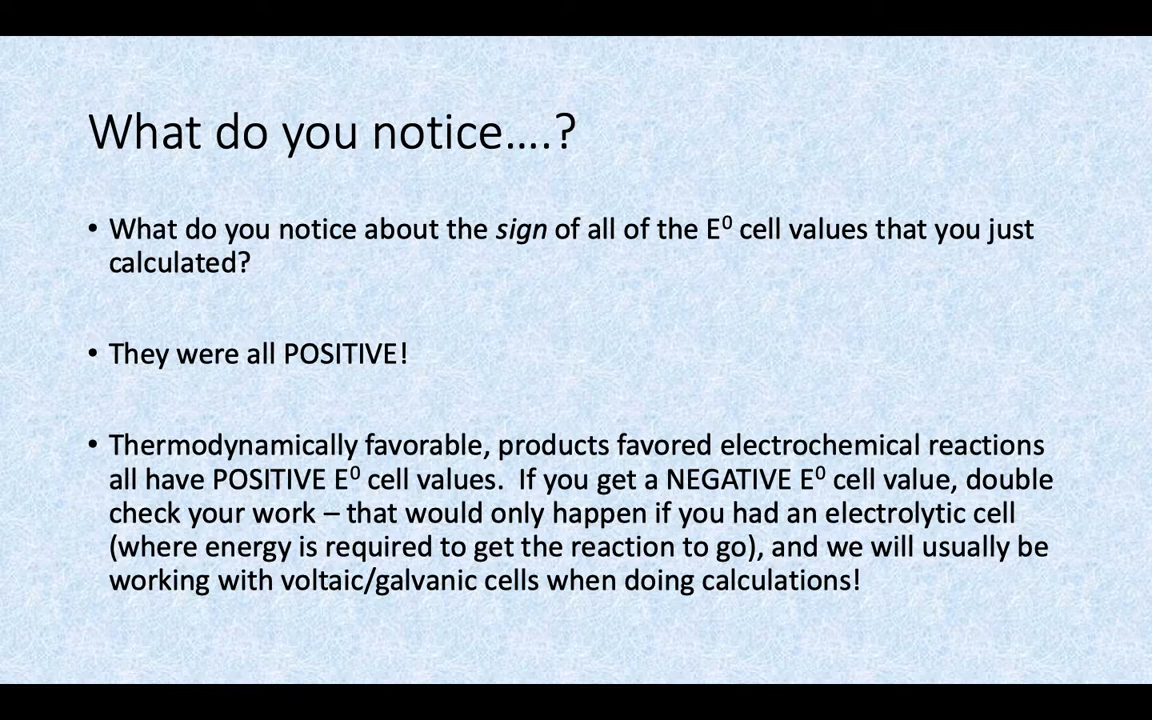 What do you notice….?
• What do you notice about the sign of all of the E⁰ cell values that you just
calculated?
• They were all POSITIVE!
• Thermodynamically favorable, products favored electrochemical reactions
all have POSITIVE E⁰ cell values.  If you get a NEGATIVE E⁰ cell value, double
check your work – that would only happen if you had an electrolytic cell
(where energy is required to get the reaction to go), and we will usually be
working with voltaic/galvanic cells when doing calculations!